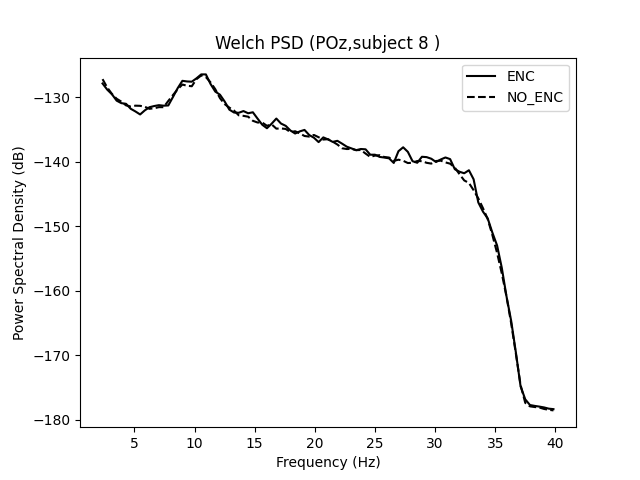 Welch PSD (POz,subject 8 )
ENC
NO_ENC
Power Spectral Density (dB)
−130
−140
−150
−160
−170
−180
5 10 15 20 25 30 35 40
Frequency (Hz)